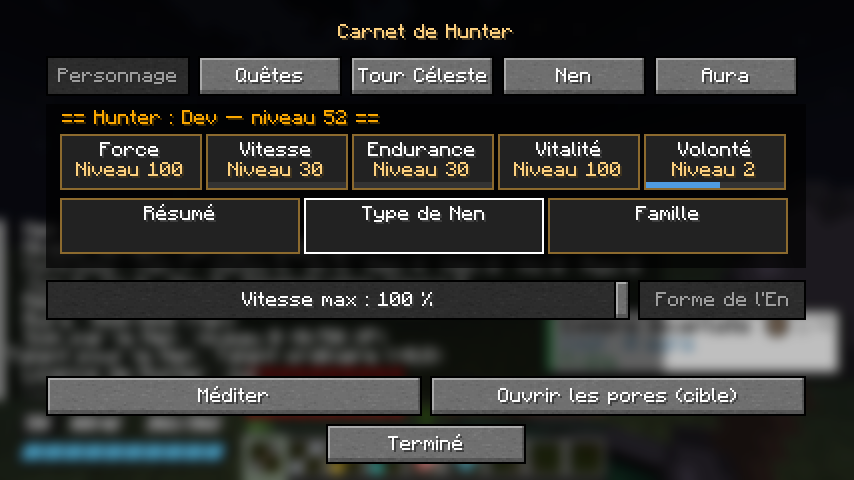 Carnet de Hunter
Personnage Quêtes Tour Céleste Nen Aura
== Hunter : Dev — niveau 52 ==
Force Vitesse Endurance Vitalité Volonté
Niveau 100 Niveau 30 Niveau 30 Niveau 100 Niveau 2
Résumé Type de Nen Famille
Vitesse max : 100 % Forme de l'En
Méditer Ouvrir les pores (cible)
Terminé